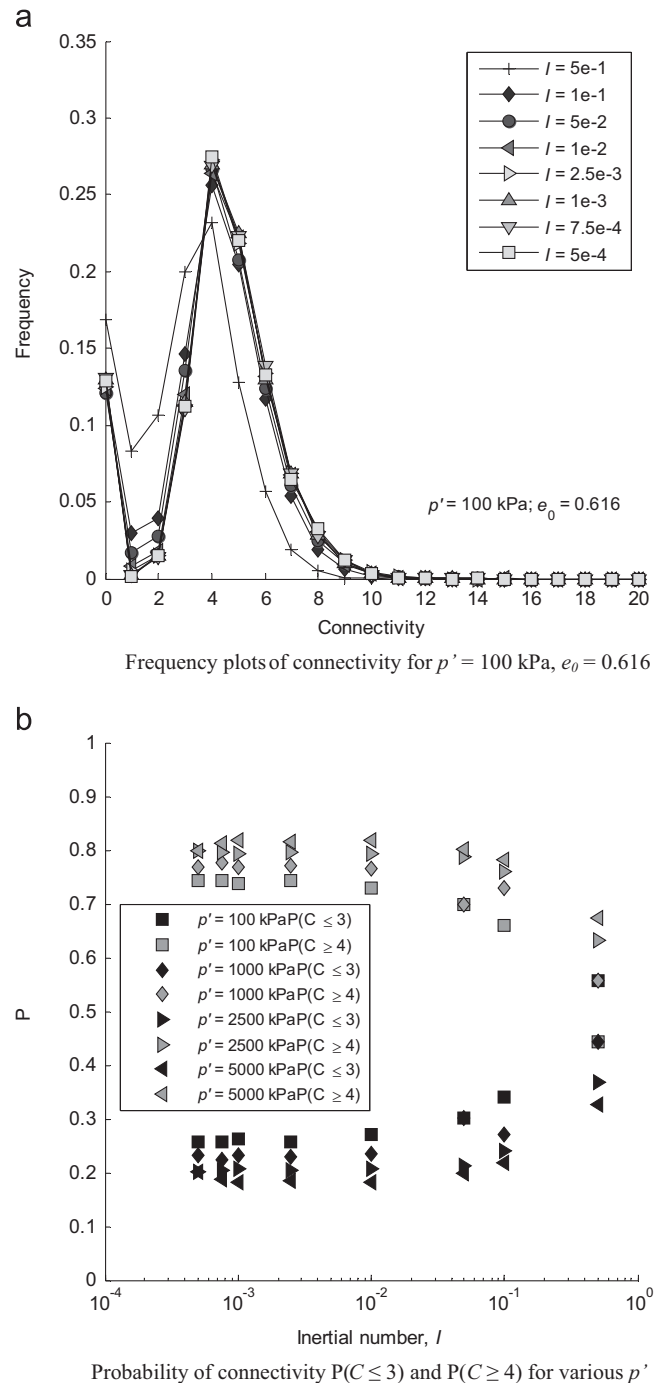 a
0.35
0.3
0.25
0.2
0.15
0.1
0.05
0
Frequency
I = 5e-1
I = 1e-1
I = 5e-2
I = 1e-2
I = 2.5e-3
I = 1e-3
I = 7.5e-4
I = 5e-4
p' = 100 kPa; e0 = 0.616
0 2 4 6 8 10 12 14 16 18 20
Connectivity
Frequency plots of connectivity for p' = 100 kPa, e0 = 0.616
b
1
0.9
0.8
0.7
0.6
0.5
0.4
0.3
0.2
0.1
0
P
p' = 100 kPaP(C ≤ 3)
p' = 100 kPaP(C ≥ 4)
p' = 1000 kPaP(C ≤ 3)
p' = 1000 kPaP(C ≥ 4)
p' = 2500 kPaP(C ≤ 3)
p' = 2500 kPaP(C ≥ 4)
p' = 5000 kPaP(C ≤ 3)
p' = 5000 kPaP(C ≥ 4)
10^-4 10^-3 10^-2 10^-1 10^0
Inertial number, I
Probability of connectivity P(C ≤ 3) and P(C ≥ 4) for various p'